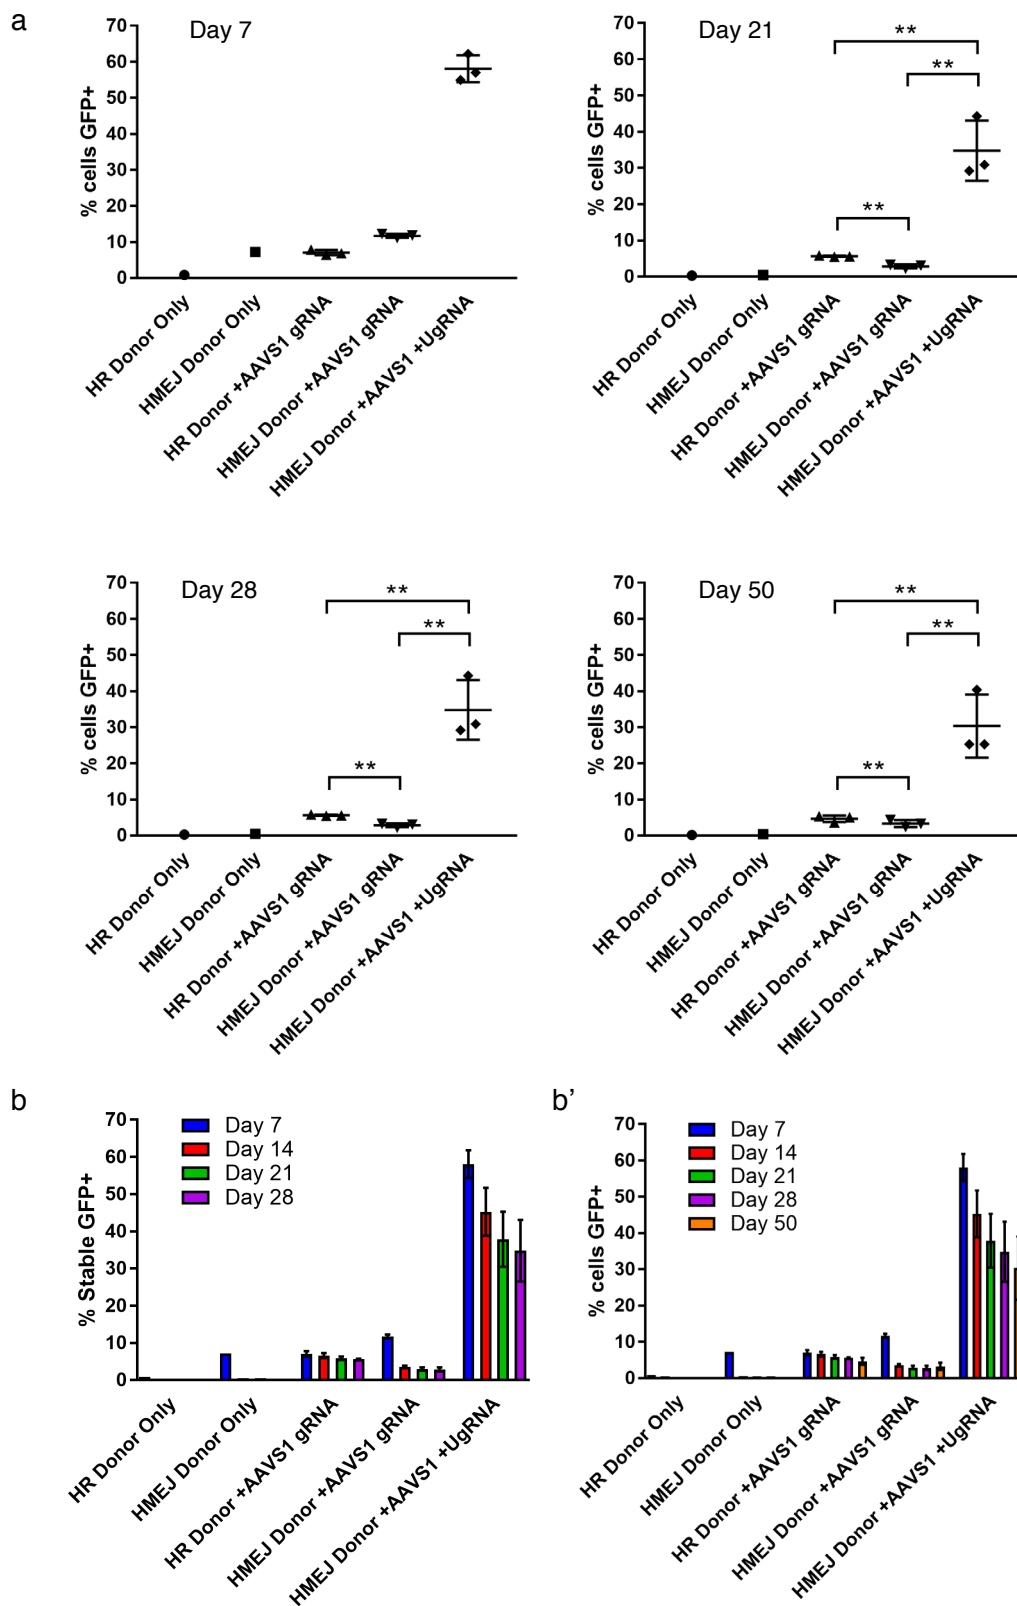 a
Day 7
% cells GFP+
70
60
50
40
30
20
10
0
HR Donor Only
HMEJ Donor Only
HR Donor +AAVS1 gRNA
HMEJ Donor +AAVS1 gRNA
HMEJ Donor +AAVS1 +UgRNA
Day 21
% cells GFP+
70
60
50
40
30
20
10
0
**
**
**
HR Donor Only
HMEJ Donor Only
HR Donor +AAVS1 gRNA
HMEJ Donor +AAVS1 gRNA
HMEJ Donor +AAVS1 +UgRNA
Day 28
% cells GFP+
70
60
50
40
30
20
10
0
**
**
**
HR Donor Only
HMEJ Donor Only
HR Donor +AAVS1 gRNA
HMEJ Donor +AAVS1 gRNA
HMEJ Donor +AAVS1 +UgRNA
Day 50
% cells GFP+
70
60
50
40
30
20
10
0
**
**
**
HR Donor Only
HMEJ Donor Only
HR Donor +AAVS1 gRNA
HMEJ Donor +AAVS1 gRNA
HMEJ Donor +AAVS1 +UgRNA
b
% Stable GFP+
70
60
50
40
30
20
10
0
Day 7
Day 14
Day 21
Day 28
HR Donor Only
HMEJ Donor Only
HR Donor +AAVS1 gRNA
HMEJ Donor +AAVS1 gRNA
HMEJ Donor +AAVS1 +UgRNA
b’
% cells GFP+
70
60
50
40
30
20
10
0
Day 7
Day 14
Day 21
Day 28
Day 50
HR Donor Only
HMEJ Donor Only
HR Donor +AAVS1 gRNA
HMEJ Donor +AAVS1 gRNA
HMEJ Donor +AAVS1 +UgRNA